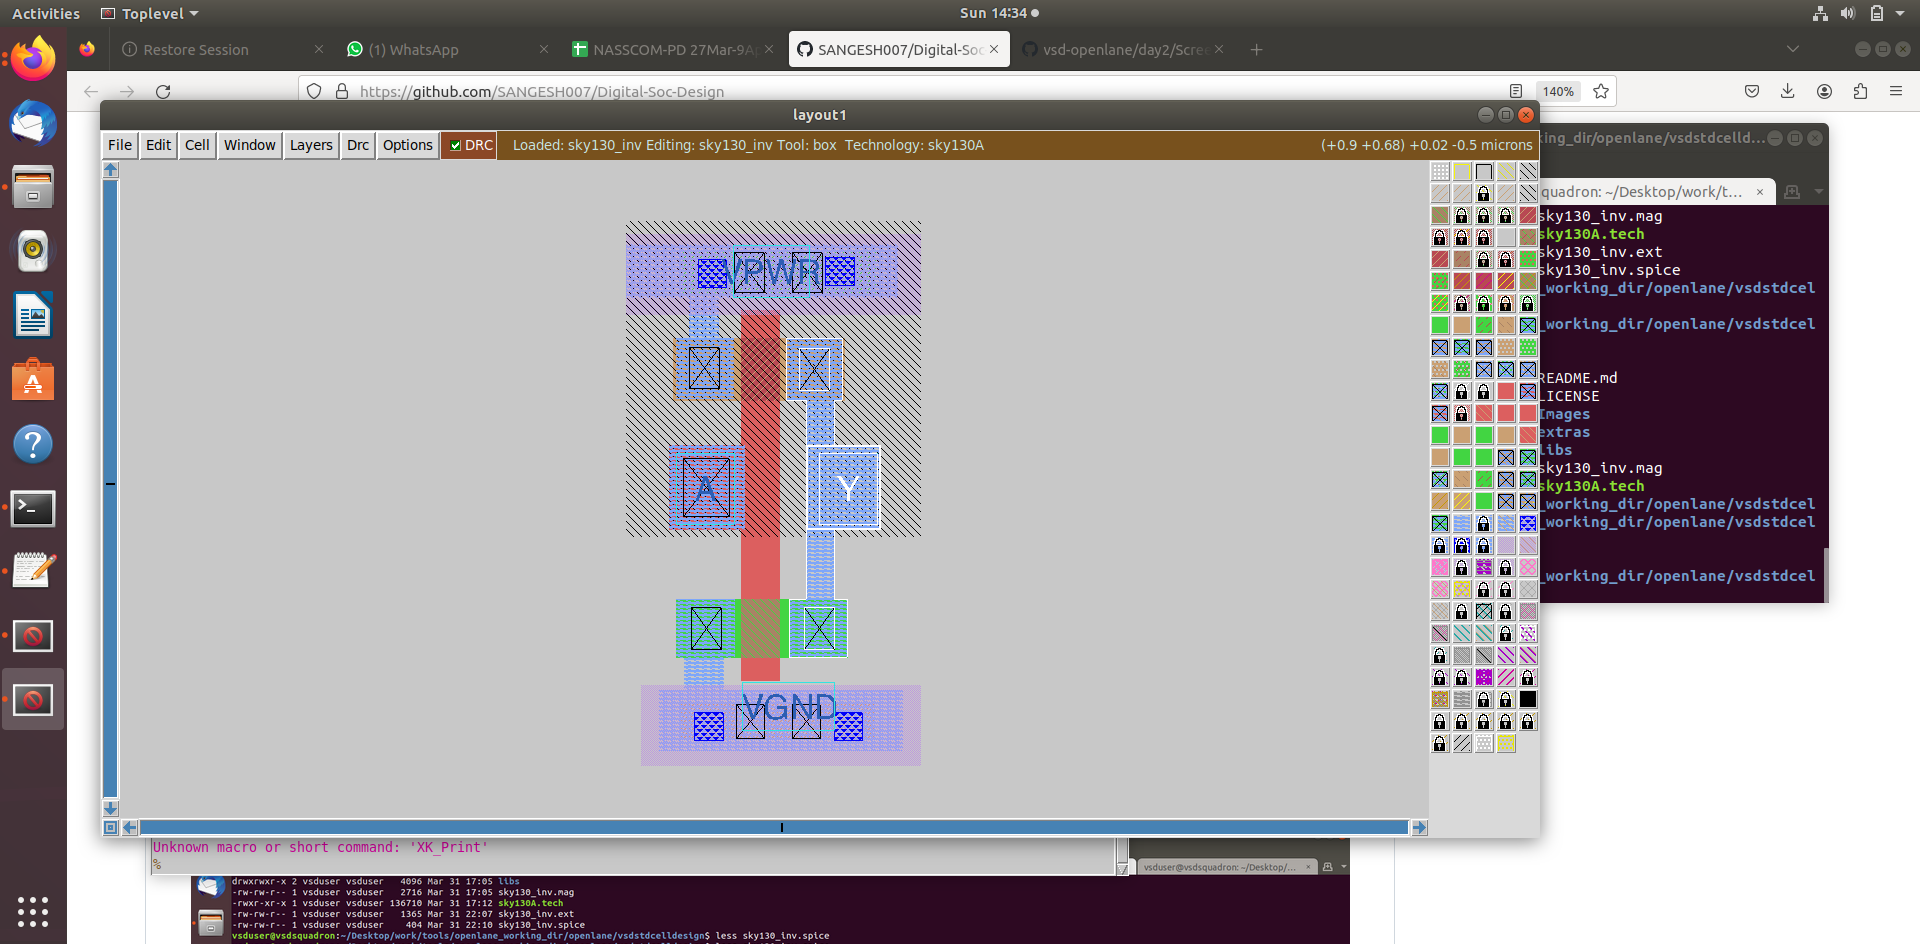 Activities
Toplevel
Sun 14:34
Restore Session
(1) WhatsApp
NASSCOM-PD 27Mar-9A
SANGESH007/Digital-Soc
vsd-openlane/day2/Scre
https://github.com/SANGESH007/Digital-Soc-Design
140%
layout1
File Edit Cell Window Layers Drc Options DRC
Loaded: sky130_inv Editing: sky130_inv Tool: box Technology: sky130A
(+0.9 +0.68) +0.02 -0.5 microns
VPWR
A
Y
VGND
king_dir/openlane/vsdstdcelld...
squadron: ~/Desktop/work/t...
sky130_inv.mag
sky130A.tech
sky130_inv.ext
sky130_inv.spice
_working_dir/openlane/vsdstdcel
_working_dir/openlane/vsdstdcel
README.md
LICENSE
Images
extras
libs
sky130_inv.mag
sky130A.tech
_working_dir/openlane/vsdstdcel
_working_dir/openlane/vsdstdcel
_working_dir/openlane/vsdstdcel
Unknown macro or short command: 'XK_Print'
%
vsduser@vsdsquadron: ~/Desktop/...
drwxrwxr-x 2 vsduser vsduser 4096 Mar 31 17:05 libs
-rw-rw-r-- 1 vsduser vsduser 2716 Mar 31 17:05 sky130_inv.mag
-rwxr-xr-x 1 vsduser vsduser 136710 Mar 31 17:12 sky130A.tech
-rw-rw-r-- 1 vsduser vsduser 1365 Mar 31 22:07 sky130_inv.ext
-rw-rw-r-- 1 vsduser vsduser 404 Mar 31 22:10 sky130_inv.spice
vsduser@vsdsquadron:~/Desktop/work/tools/openlane_working_dir/openlane/vsdstdcelldesign$ less sky130_inv.spice